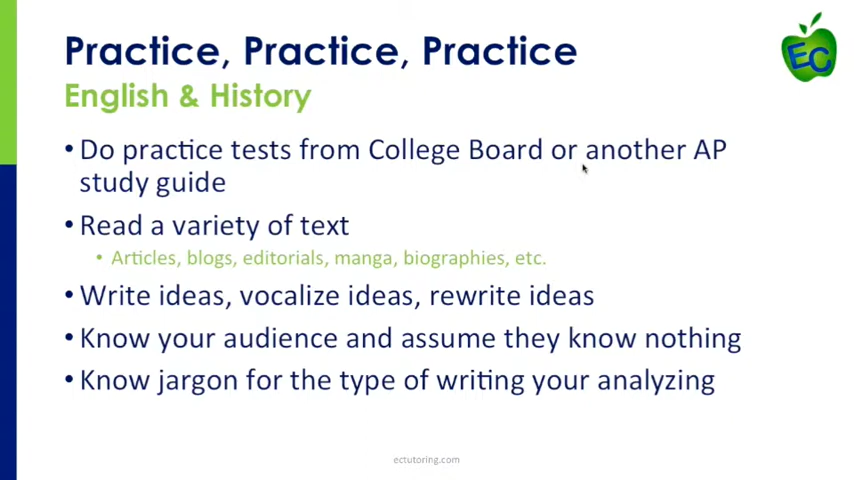 Practice, Practice, Practice
EC
English & History
• Do practice tests from College Board or another AP
study guide
• Read a variety of text
• Articles, blogs, editorials, manga, biographies, etc.
• Write ideas, vocalize ideas, rewrite ideas
• Know your audience and assume they know nothing
• Know jargon for the type of writing your analyzing
ectutoring.com